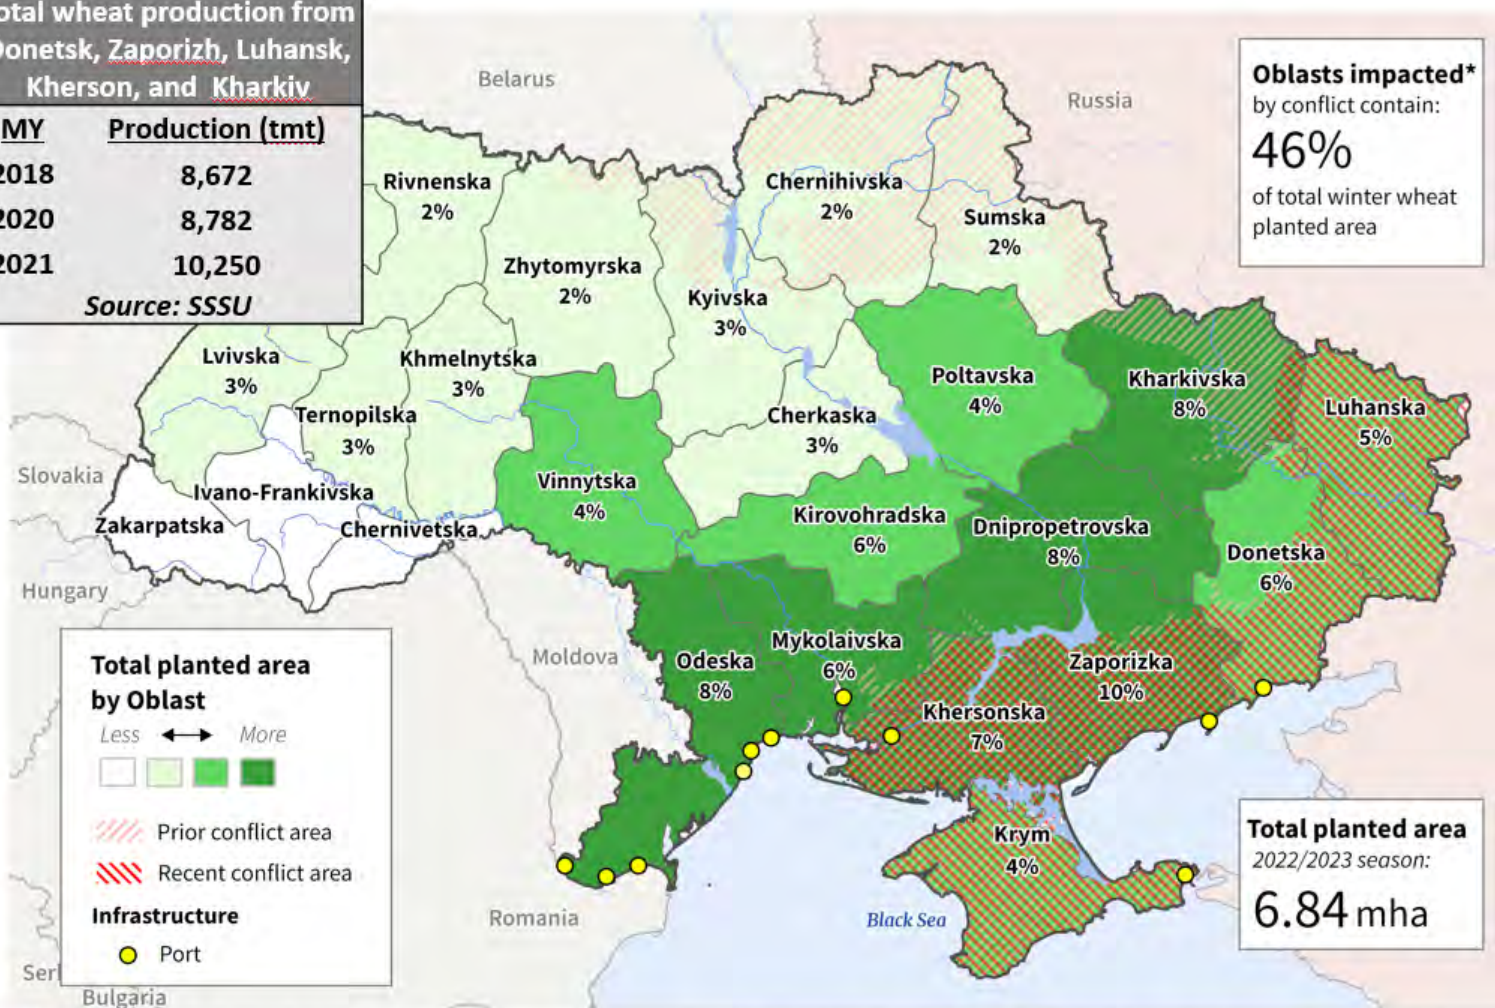 otal wheat production from
onetsk, Zaporizh, Luhansk,
Kherson, and Kharkiv
MY Production (tmt)
2018 8,672
2020 8,782
2021 10,250
Source: SSSU
Belarus
Russia
Oblasts impacted*
by conflict contain:
46%
of total winter wheat
planted area
Rivnenska
2%
Chernihivska
2%
Sumska
2%
Zhytomyrska
2%
Kyivska
3%
Lvivska
3%
Khmelnytska
3%
Ternopilska
3%
Cherkaska
3%
Poltavska
4%
Kharkivska
8%
Luhanska
5%
Slovakia
Ivano-Frankivska
Zakarpatska
Chernivetska
Vinnytska
4%
Kirovohradska
6%
Dnipropetrovska
8%
Donetska
6%
Hungary
Moldova
Odeska
8%
Mykolaivska
6%
Zaporizka
10%
Khersonska
7%
Krym
4%
Black Sea
Romania
Serl
Bulgaria
Total planted area
by Oblast
Less More
Prior conflict area
Recent conflict area
Infrastructure
Port
Total planted area
2022/2023 season:
6.84 mha